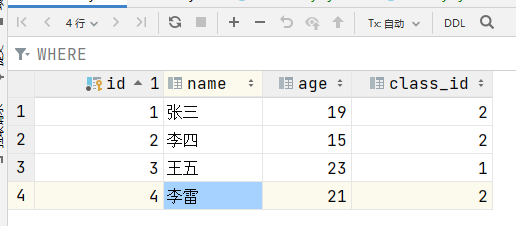 4 行
Tx: 自动
DDL
WHERE
id 1 name age class_id
1 1 张三 19 2
2 2 李四 15 2
3 3 王五 23 1
4 4 李雷 21 2